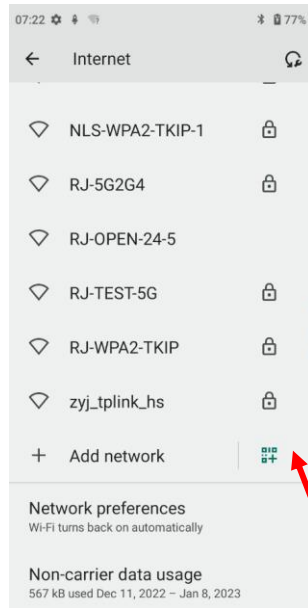 07:22 77%
Internet
NLS-WPA2-TKIP-1
RJ-5G2G4
RJ-OPEN-24-5
RJ-TEST-5G
RJ-WPA2-TKIP
zyj_tplink_hs
Add network
Network preferences
Wi-Fi turns back on automatically
Non-carrier data usage
567 kB used Dec 11, 2022 – Jan 8, 2023